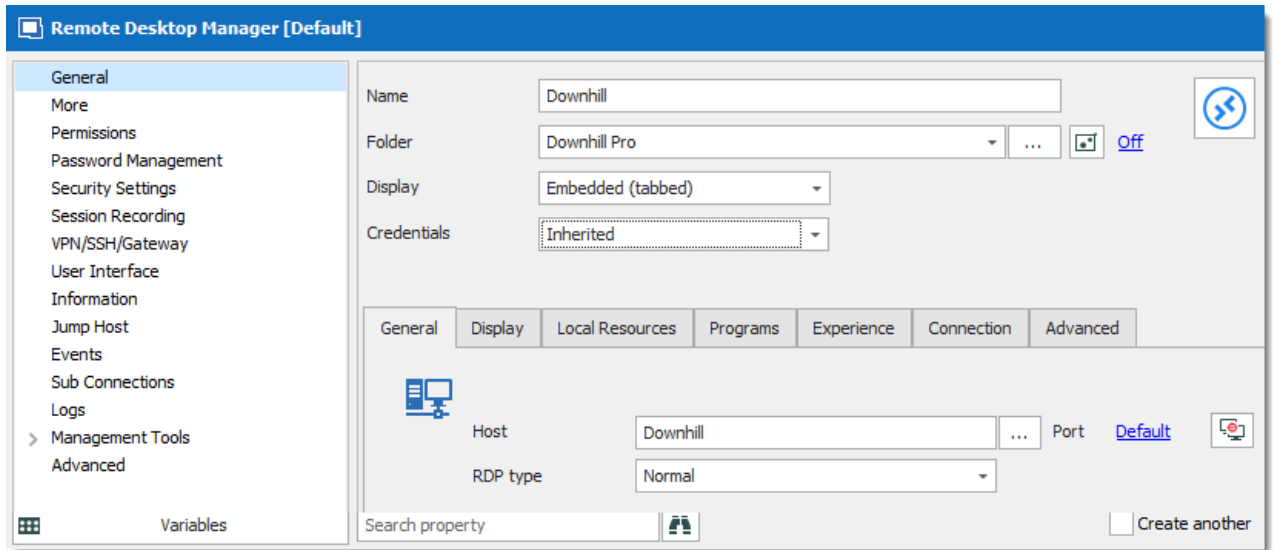 Remote Desktop Manager [Default]
General
More
Permissions
Password Management
Security Settings
Session Recording
VPN/SSH/Gateway
User Interface
Information
Jump Host
Events
Sub Connections
Logs
Management Tools
Advanced
Variables
Name Downhill
Folder Downhill Pro ... Off
Display Embedded (tabbed)
Credentials Inherited
General Display Local Resources Programs Experience Connection Advanced
Host Downhill ... Port Default
RDP type Normal
Search property Create another